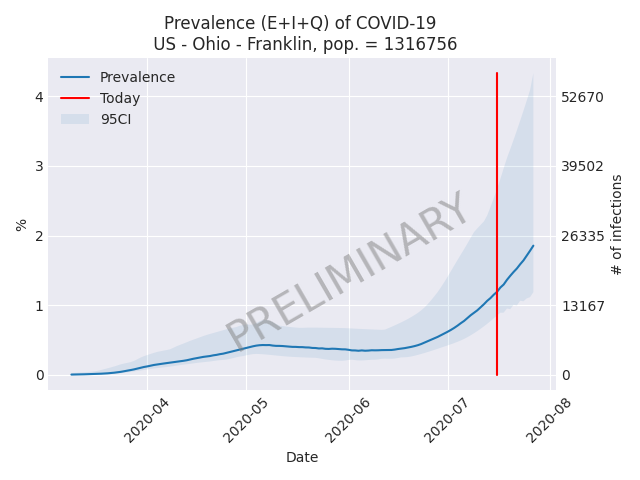 Prevalence (E+I+Q) of COVID-19
US - Ohio - Franklin, pop. = 1316756
Prevalence
Today
95CI
PRELIMINARY
%
4
3
2
1
0
52670
39502
26335
13167
0
# of infections
2020-04
2020-05
2020-06
2020-07
2020-08
Date